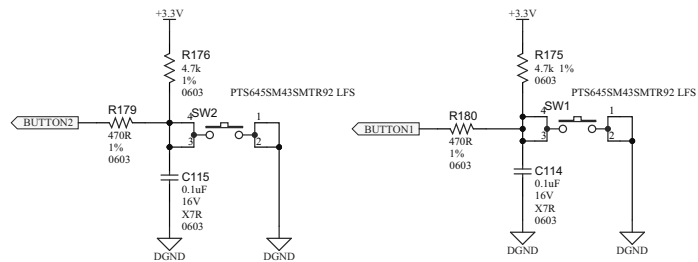 +3.3V
R176
4.7k
1%
0603
PTS645SM43SMTR92 LFS
R179
SW2
4
1
BUTTON2
3
2
470R
1%
0603
C115
0.1uF
16V
X7R
0603
DGND
DGND
+3.3V
R175
4.7k 1%
0603
PTS645SM43SMTR92 LFS
R180
SW1
4
1
BUTTON1
3
2
470R
1%
0603
C114
0.1uF
16V
X7R
0603
DGND
DGND